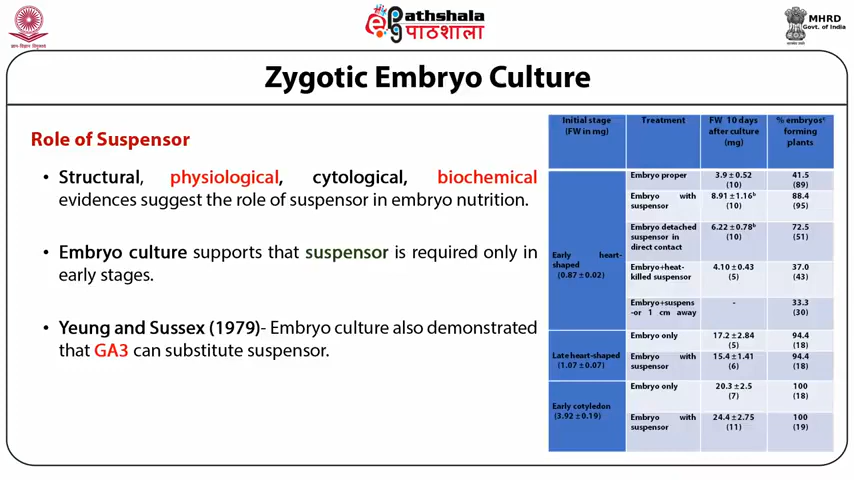 Pathshala
पाठशाला
MHRD
Govt. of India
Zygotic Embryo Culture
Role of Suspensor
• Structural, physiological, cytological, biochemical
evidences suggest the role of suspensor in embryo nutrition.
• Embryo culture supports that suspensor is required only in
early stages.
• Yeung and Sussex (1979)- Embryo culture also demonstrated
that GA3 can substitute suspensor.
Initial stage Treatment FW 10 days % embryosᶜ
(FW in mg) after culture forming
(mg) plants
Early heart-
shaped
(0.87 ± 0.02)
Embryo proper 3.9 ± 0.52 41.5
(10) (89)
Embryo with 8.91 ± 1.16ᵇ 88.4
suspensor (10) (95)
Embryo detached 6.22 ± 0.78ᵇ 72.5
suspensor in (10) (51)
direct contact
Embryo+heat- 4.10 ± 0.43 37.0
killed suspensor (5) (43)
Embryo+suspens - 33.3
-or 1 cm away (30)
Late heart-shaped
(1.07 ± 0.07)
Embryo only 17.2 ± 2.84 94.4
(5) (18)
Embryo with 15.4 ± 1.41 94.4
suspensor (6) (18)
Early cotyledon
(3.92 ± 0.19)
Embryo only 20.3 ± 2.5 100
(7) (18)
Embryo with 24.4 ± 2.75 100
suspensor (11) (19)